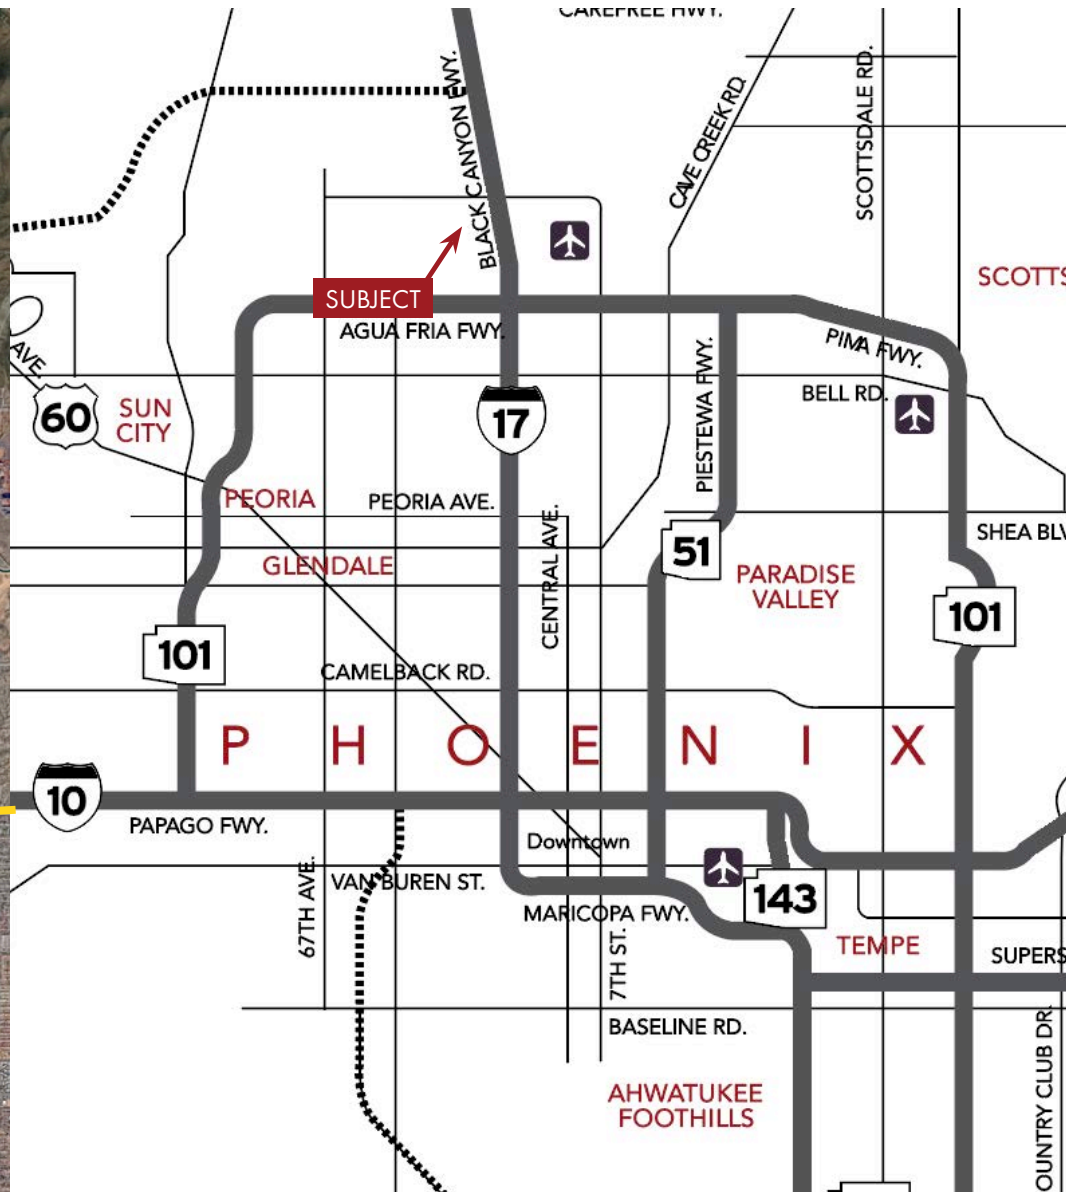 CAREFREE HWY.
BLACK CANYON FWY.
CAVE CREEK RD.
SCOTTSDALE RD.
SCOTTS
SUBJECT
AGUA FRIA FWY.
PIMA FWY.
AVE.
PIESTEWA FWY.
BELL RD.
60
SUN
CITY
17
PEORIA
PEORIA AVE.
CENTRAL AVE.
51
SHEA BLV
GLENDALE
PARADISE
VALLEY
101
101
CAMELBACK RD.
PHOENIX
10
PAPAGO FWY.
Downtown
67TH AVE.
VAN BUREN ST.
143
MARICOPA FWY.
7TH ST.
TEMPE
SUPERS
BASELINE RD.
OUNTRY CLUB DR.
AHWATUKEE
FOOTHILLS